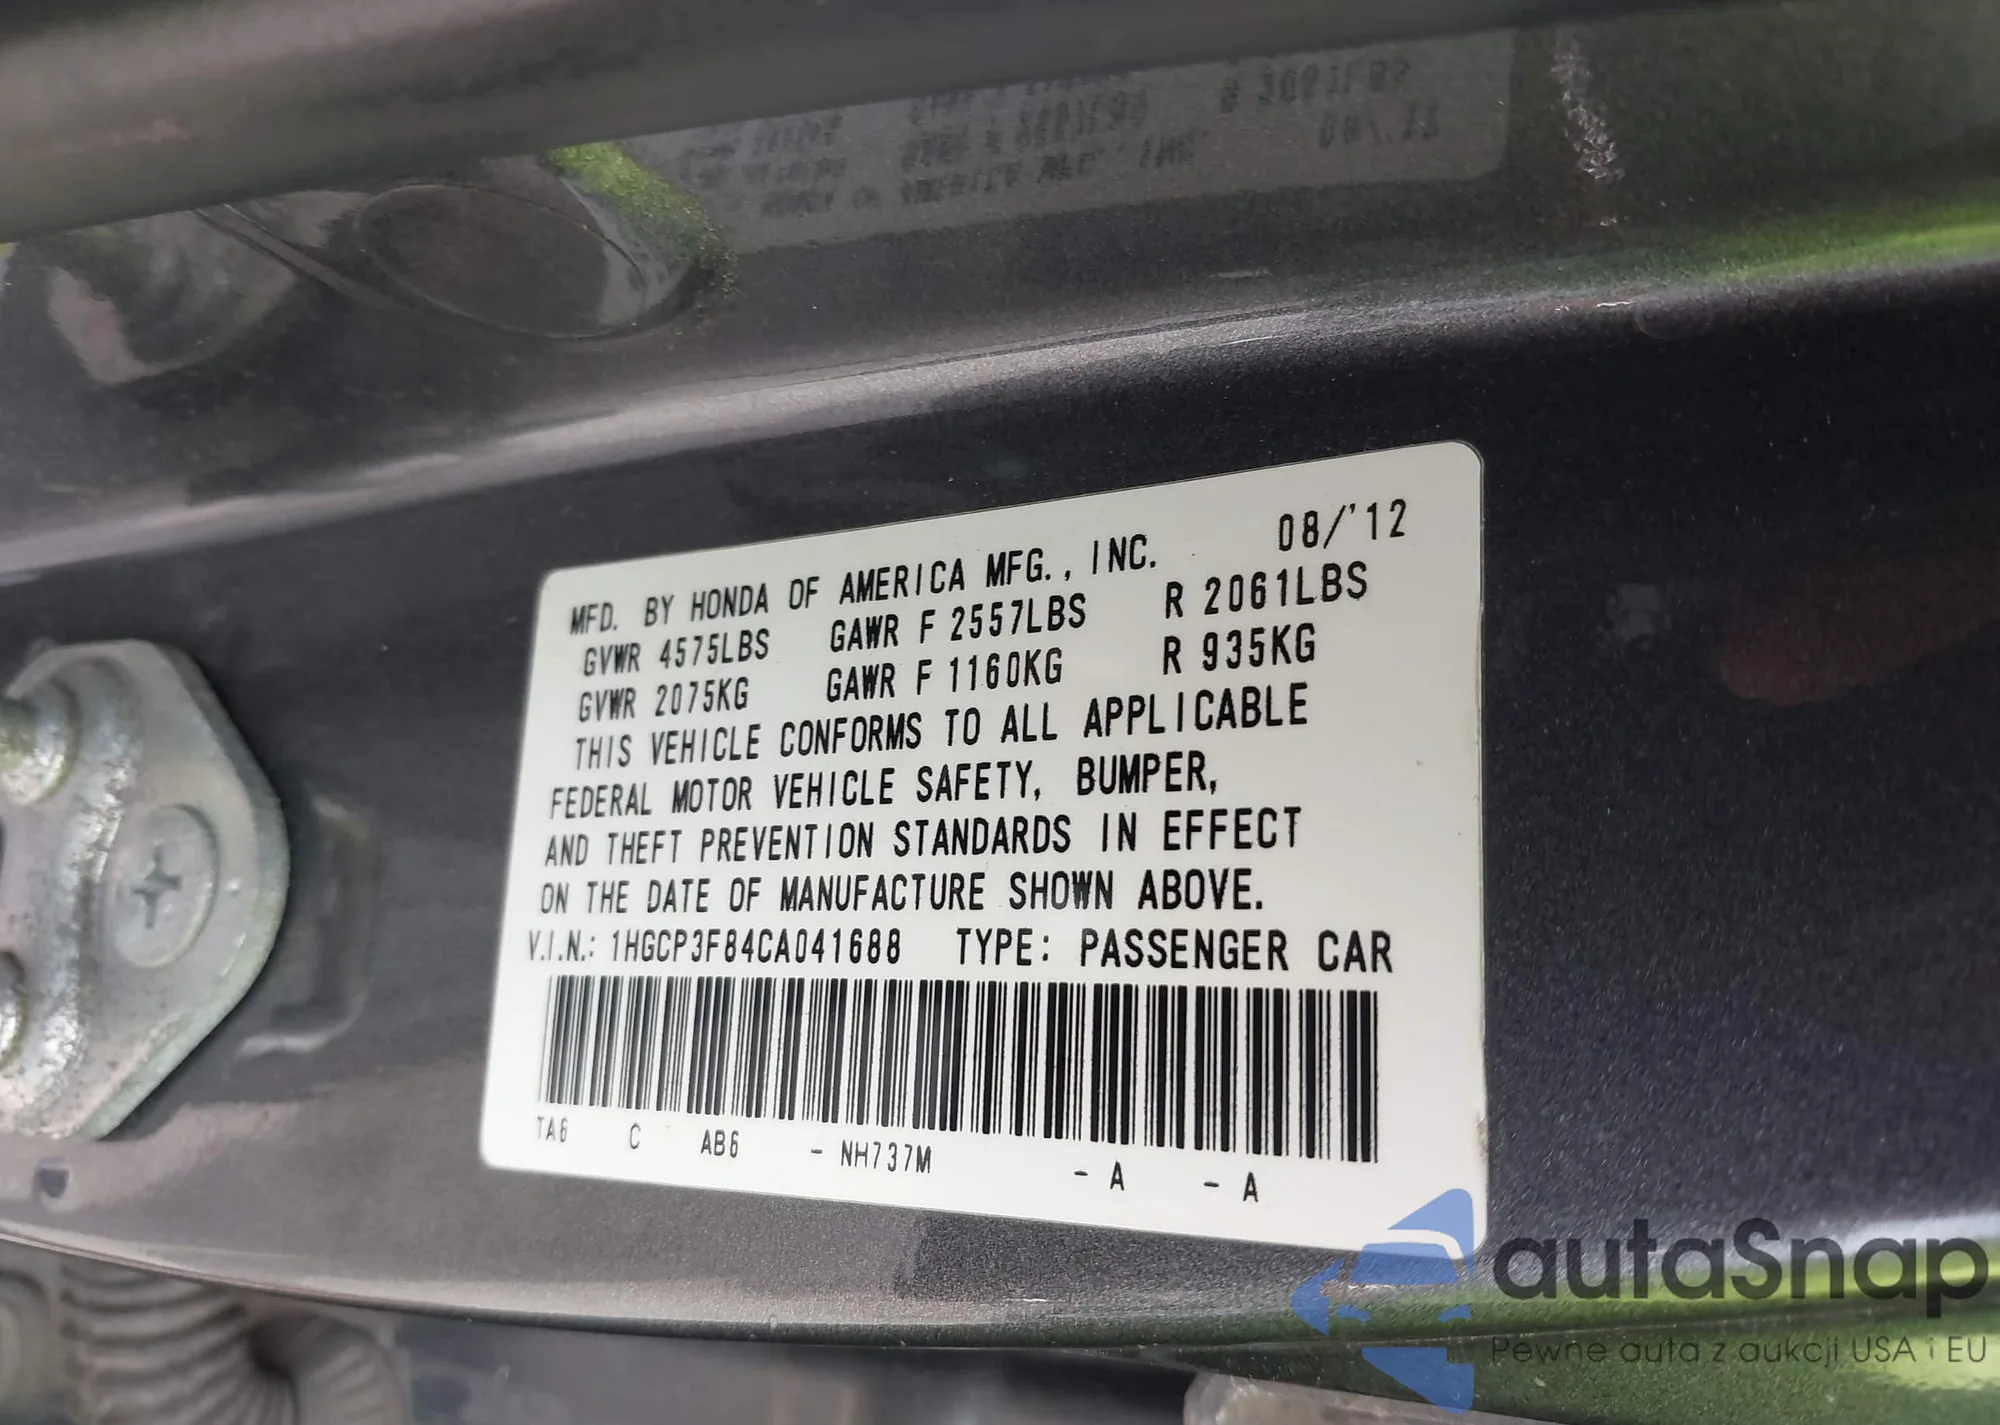 MFD. BY HONDA OF AMERICA MFG., INC. 08/'12
GVWR 4575LBS GAWR F 2557LBS R 2061LBS
GVWR 2075KG GAWR F 1160KG R 935KG
THIS VEHICLE CONFORMS TO ALL APPLICABLE
FEDERAL MOTOR VEHICLE SAFETY, BUMPER,
AND THEFT PREVENTION STANDARDS IN EFFECT
ON THE DATE OF MANUFACTURE SHOWN ABOVE.
V.I.N.: 1HGCP3F84CA041688 TYPE: PASSENGER CAR
TA6 C AB6 - NH737M - A - A
autaSnap
Pewne auta z aukcji USA i EU